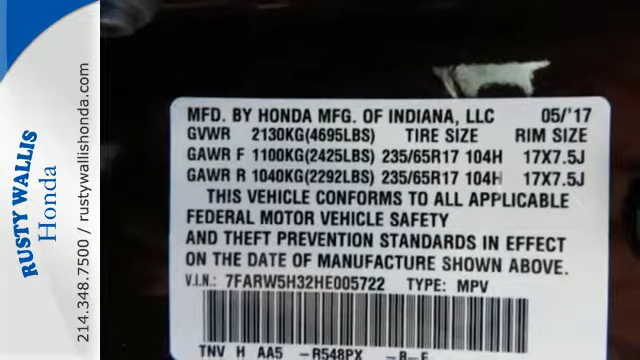 RUSTY WALLIS
Honda
214.348.7500 / rustywallishonda.com
MFD. BY HONDA MFG. OF INDIANA, LLC 05/'17
GVWR 2130KG(4695LBS) TIRE SIZE RIM SIZE
GAWR F 1100KG(2425LBS) 235/65R17 104H 17X7.5J
GAWR R 1040KG(2292LBS) 235/65R17 104H 17X7.5J
THIS VEHICLE CONFORMS TO ALL APPLICABLE
FEDERAL MOTOR VEHICLE SAFETY
AND THEFT PREVENTION STANDARDS IN EFFECT
ON THE DATE OF MANUFACTURE SHOWN ABOVE.
V.I.N.: 7FARW5H32HE005722 TYPE: MPV
TNV H AA5 -R548PX